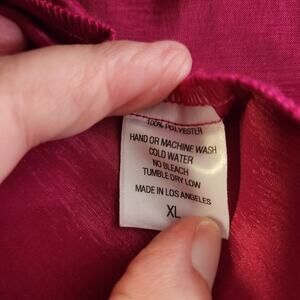 100% POLYESTER
HAND OR MACHINE WASH
COLD WATER
NO BLEACH
TUMBLE DRY LOW
MADE IN LOS ANGELES
XL